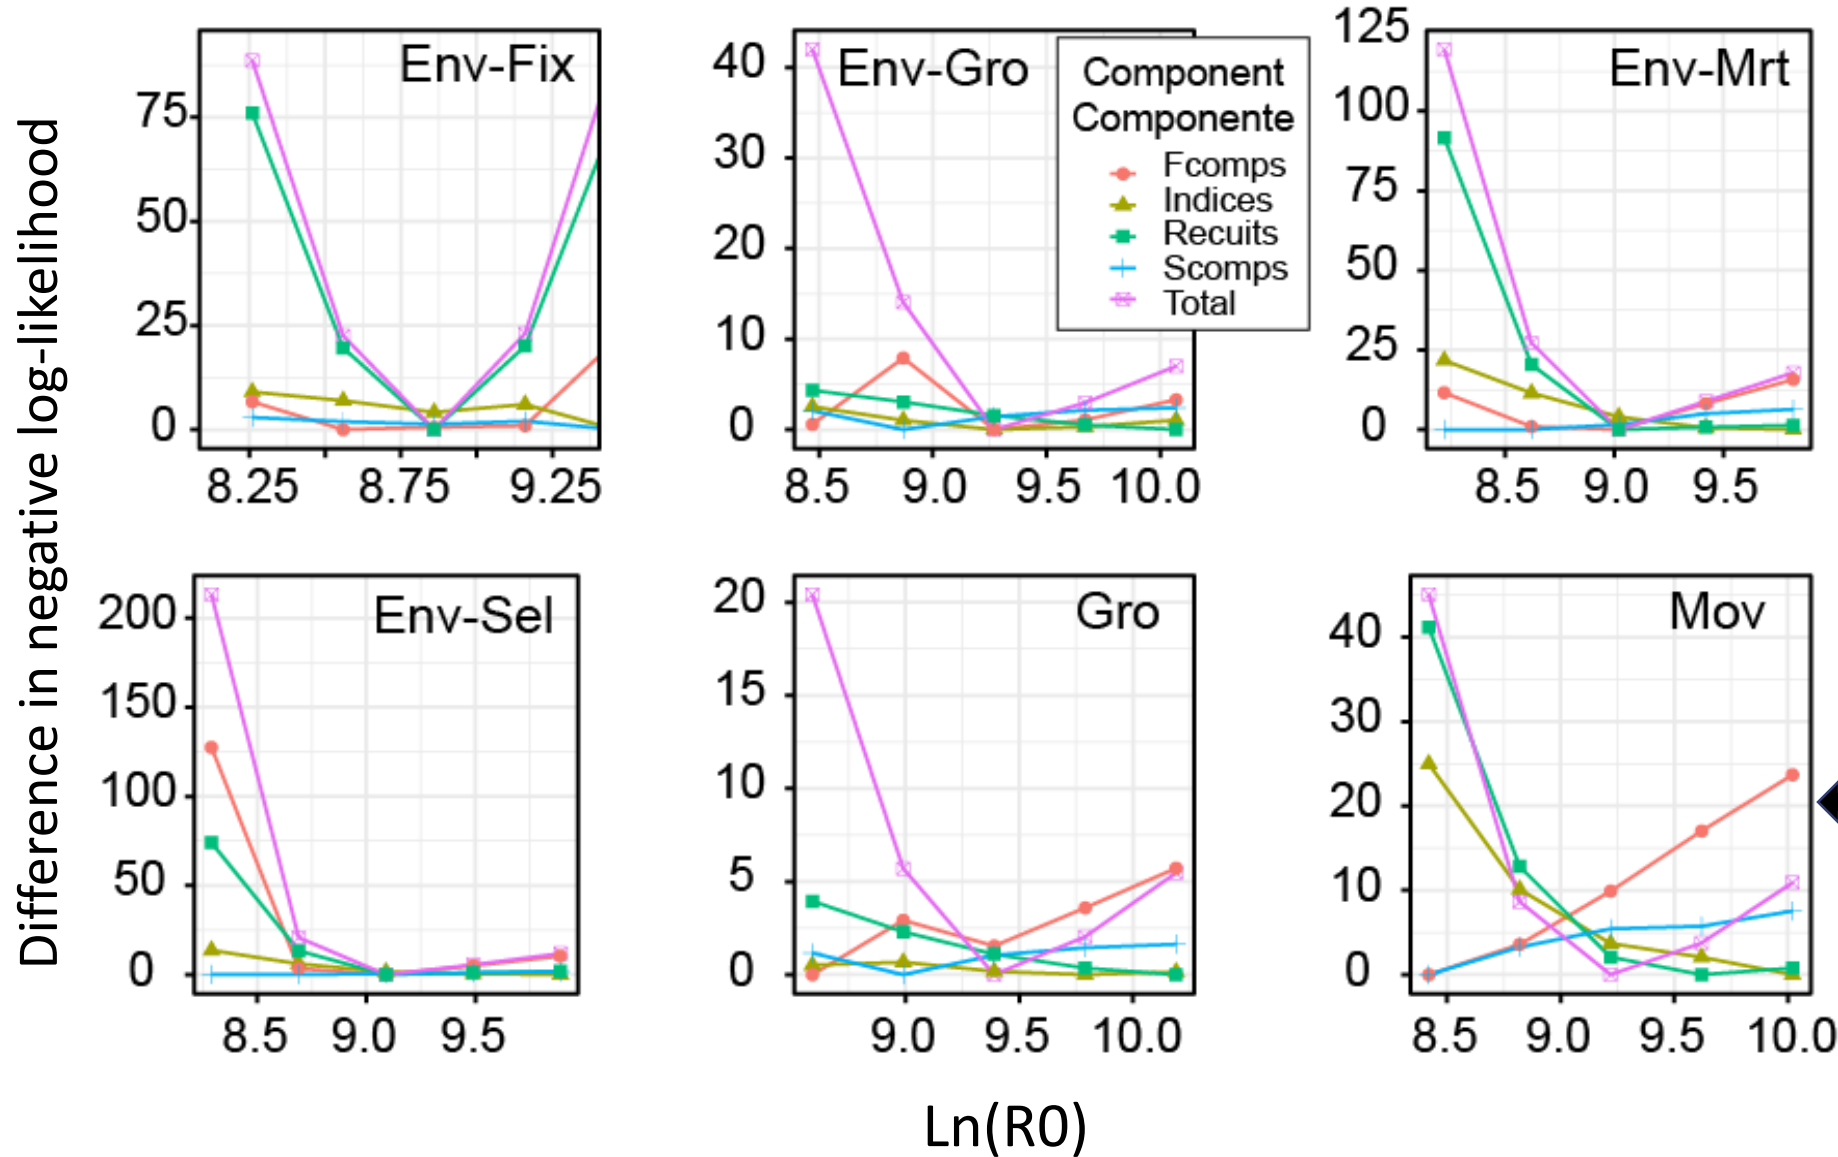 Difference in negative log-likelihood
Env-Fix
75
50
25
0
8.25 8.75 9.25
Env-Gro
40
30
20
10
0
8.5 9.0 9.5 10.0
Component
Componente
Fcomps
Indices
Recuits
Scomps
Total
Env-Mrt
125
100
75
50
25
0
8.5 9.0 9.5
Env-Sel
200
150
100
50
0
8.5 9.0 9.5
Gro
20
15
10
5
0
9.0 9.5 10.0
Mov
40
30
20
10
0
8.5 9.0 9.5 10.0
Ln(R0)